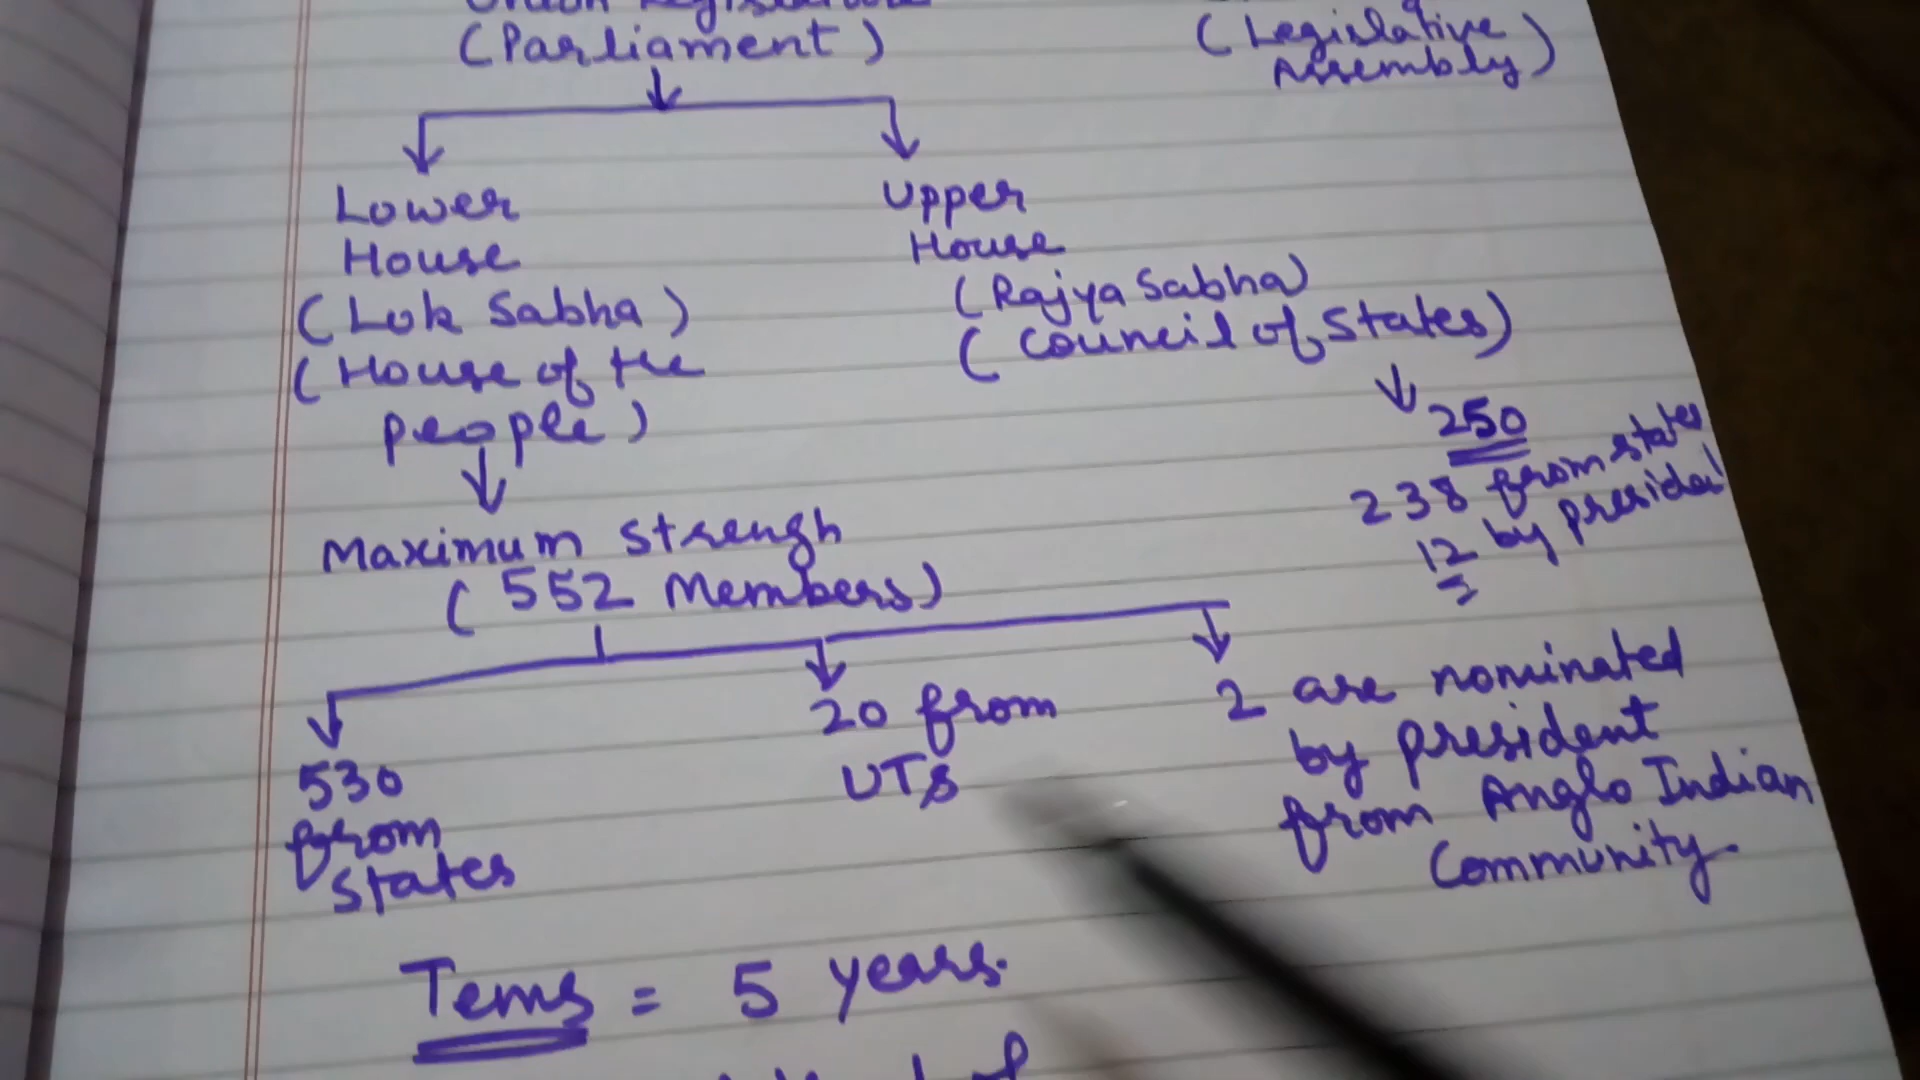 (Parliament)
(Legislative
Assembly)
Lower
House
(Lok Sabha)
(House of the
people)
Upper
House
(Rajya Sabha)
(Council of States)
250
238 from states
12 by
Maximum Strengh
(552 Members)
530
from
States
20 from
UTs
2 are nominated
by president
from Anglo Indian
Community.
Tems = 5 years.